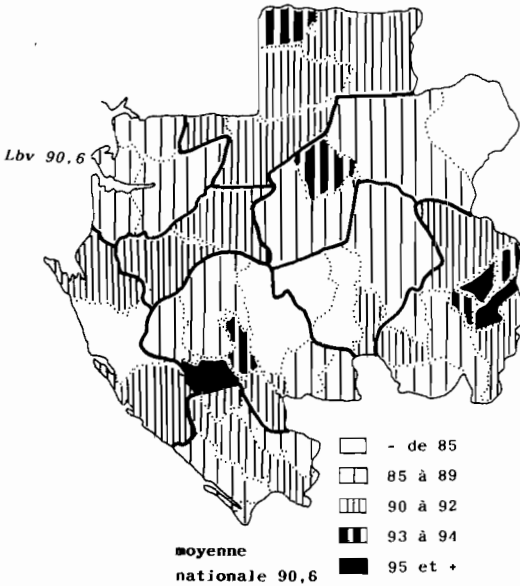 Lbv 90,6
- de 85
85 à 89
90 à 92
93 à 94
95 et +
moyenne
nationale 90,6